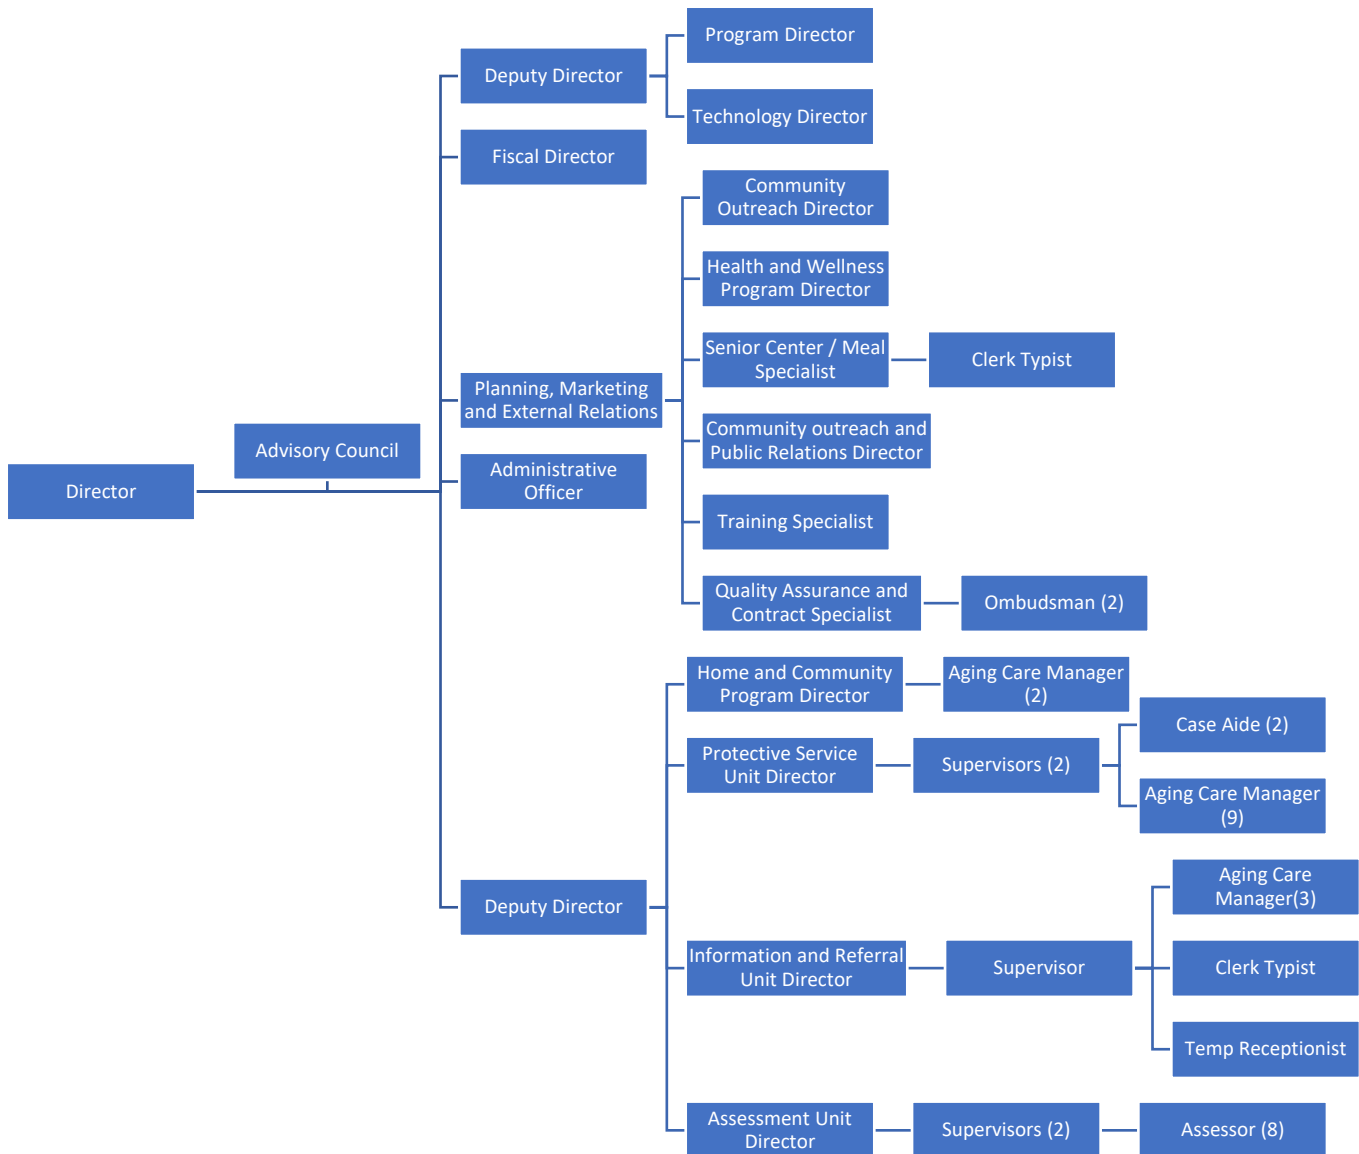 Program Director
Deputy Director
Technology Director
Fiscal Director
Community
Outreach Director
Health and Wellness
Program Director
Senior Center / Meal
Specialist
Clerk Typist
Planning, Marketing
and External Relations
Community outreach and
Public Relations Director
Advisory Council
Director
Administrative
Officer
Training Specialist
Quality Assurance and
Contract Specialist
Ombudsman (2)
Home and Community
Program Director
Aging Care Manager
(2)
Protective Service
Unit Director
Supervisors (2)
Case Aide (2)
Aging Care Manager
(9)
Deputy Director
Information and Referral
Unit Director
Supervisor
Aging Care
Manager(3)
Clerk Typist
Temp Receptionist
Assessment Unit
Director
Supervisors (2)
Assessor (8)